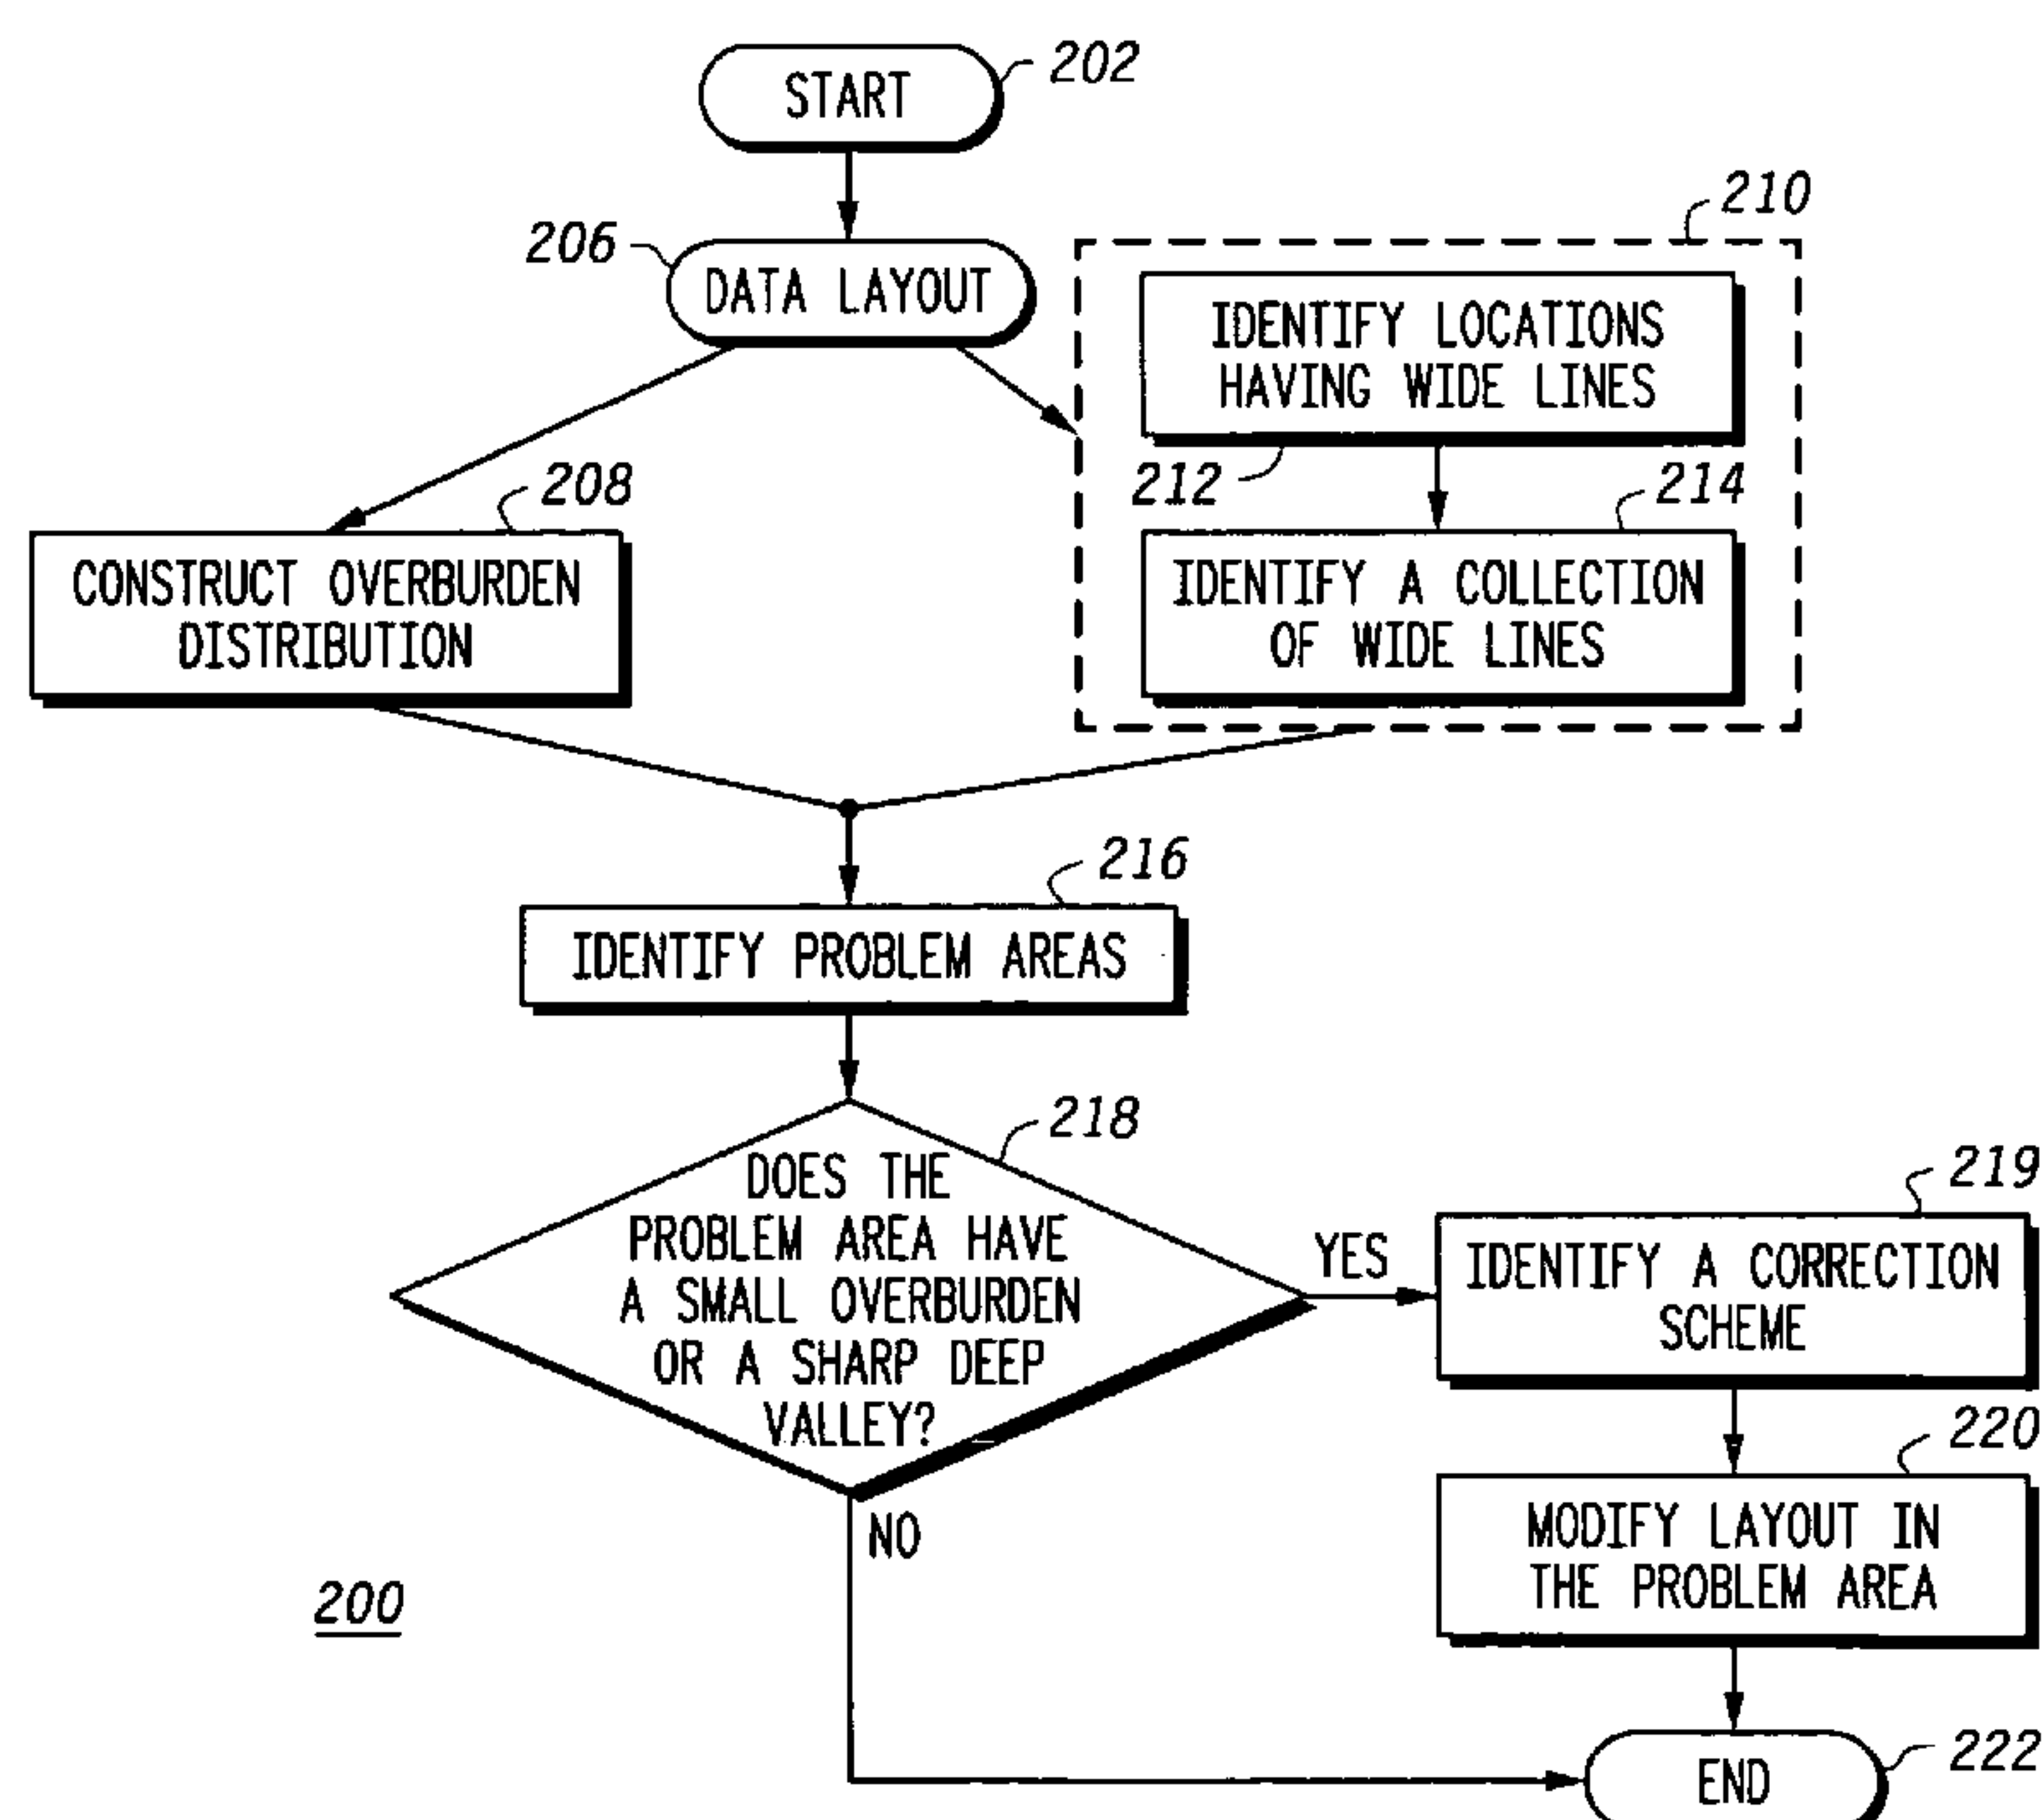 START
202
206
DATA LAYOUT
210
IDENTIFY LOCATIONS
HAVING WIDE LINES
212
214
IDENTIFY A COLLECTION
OF WIDE LINES
208
CONSTRUCT OVERBURDEN
DISTRIBUTION
216
IDENTIFY PROBLEM AREAS
218
DOES THE
PROBLEM AREA HAVE
A SMALL OVERBURDEN
OR A SHARP DEEP
VALLEY?
YES
219
IDENTIFY A CORRECTION
SCHEME
220
MODIFY LAYOUT IN
THE PROBLEM AREA
NO
200
END
222